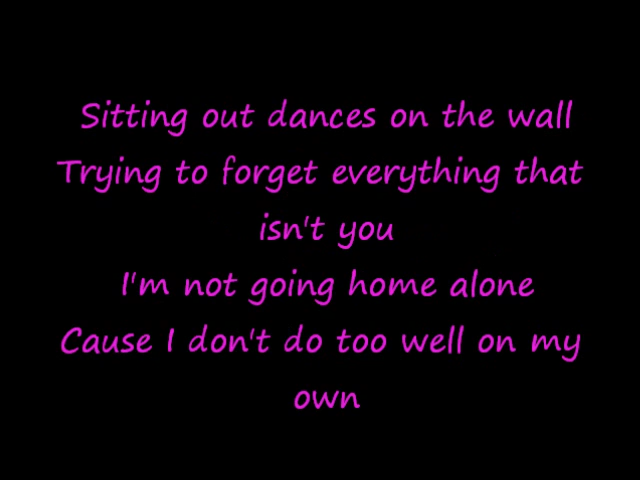 Sitting out dances on the wall
Trying to forget everything that
isn't you
I'm not going home alone
Cause I don't do too well on my
own